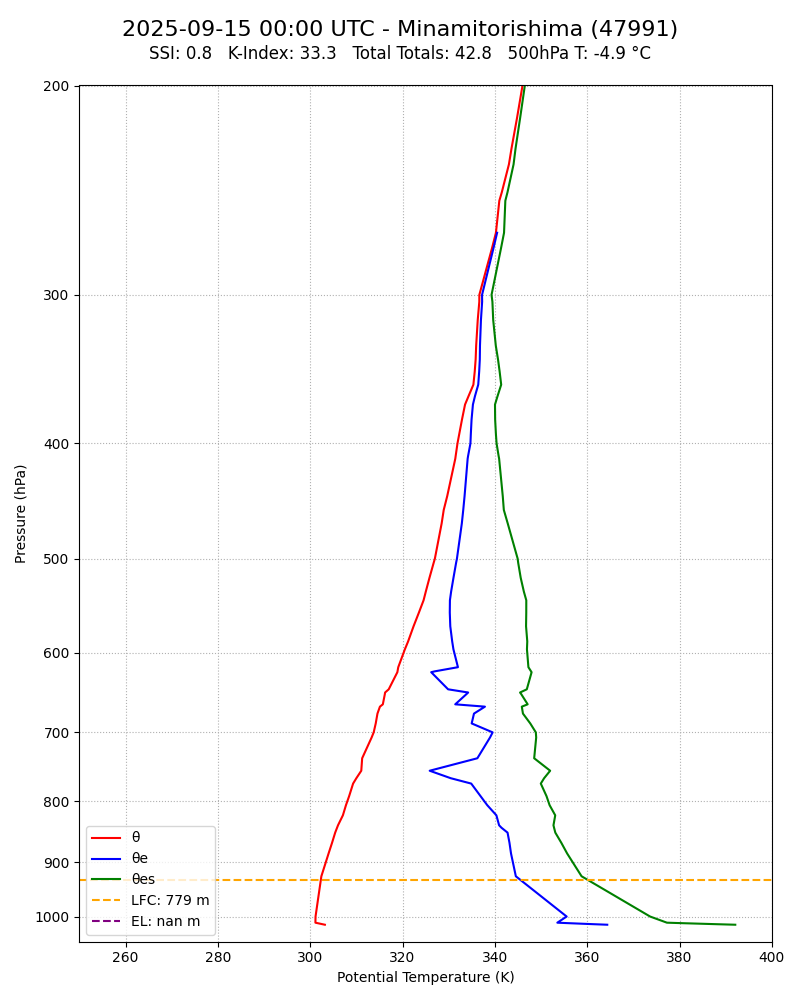 2025-09-15 00:00 UTC - Minamitorishima (47991)
SSI: 0.8   K-Index: 33.3   Total Totals: 42.8   500hPa T: -4.9 °C
200
300
400
500
600
700
800
900
1000
Pressure (hPa)
θ
θe
θes
LFC: 779 m
EL: nan m
260 280 300 320 340 360 380 400
Potential Temperature (K)